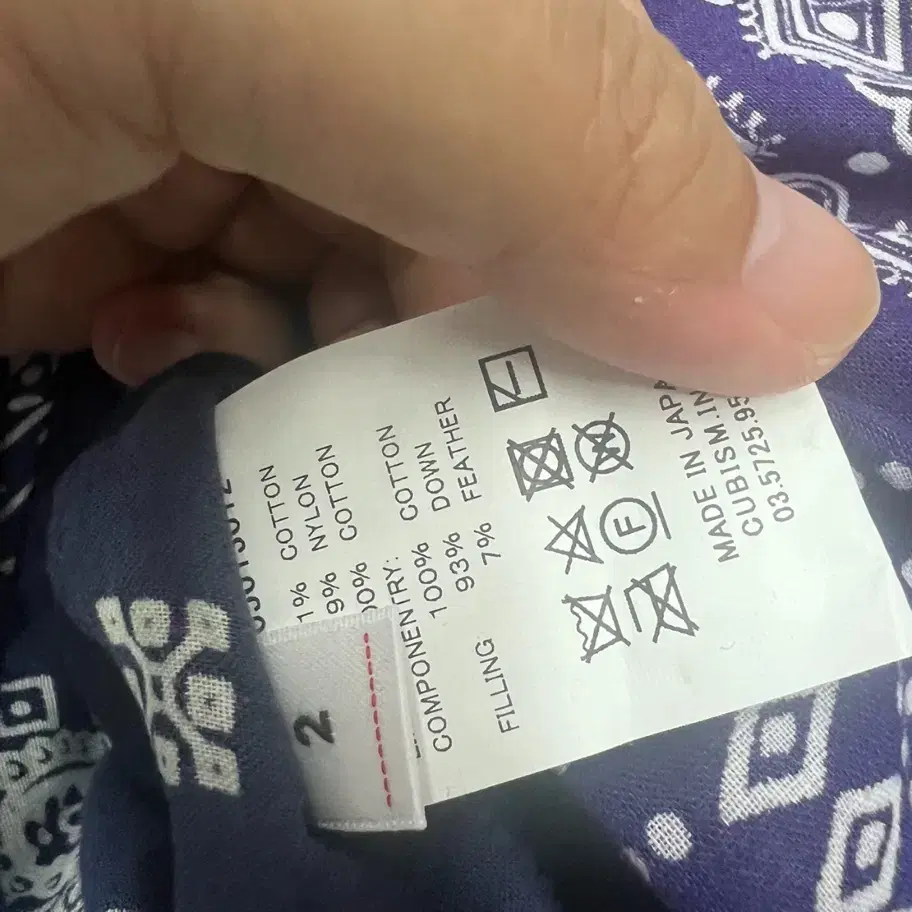 1% COTTON
9% NYLON
00% COTTON
COMPONENTRY:
100% COTTON
FILLING: 93% DOWN
7% FEATHER
F
W
MADE IN JAPA
CUBISM.IN
03.5725.95
2